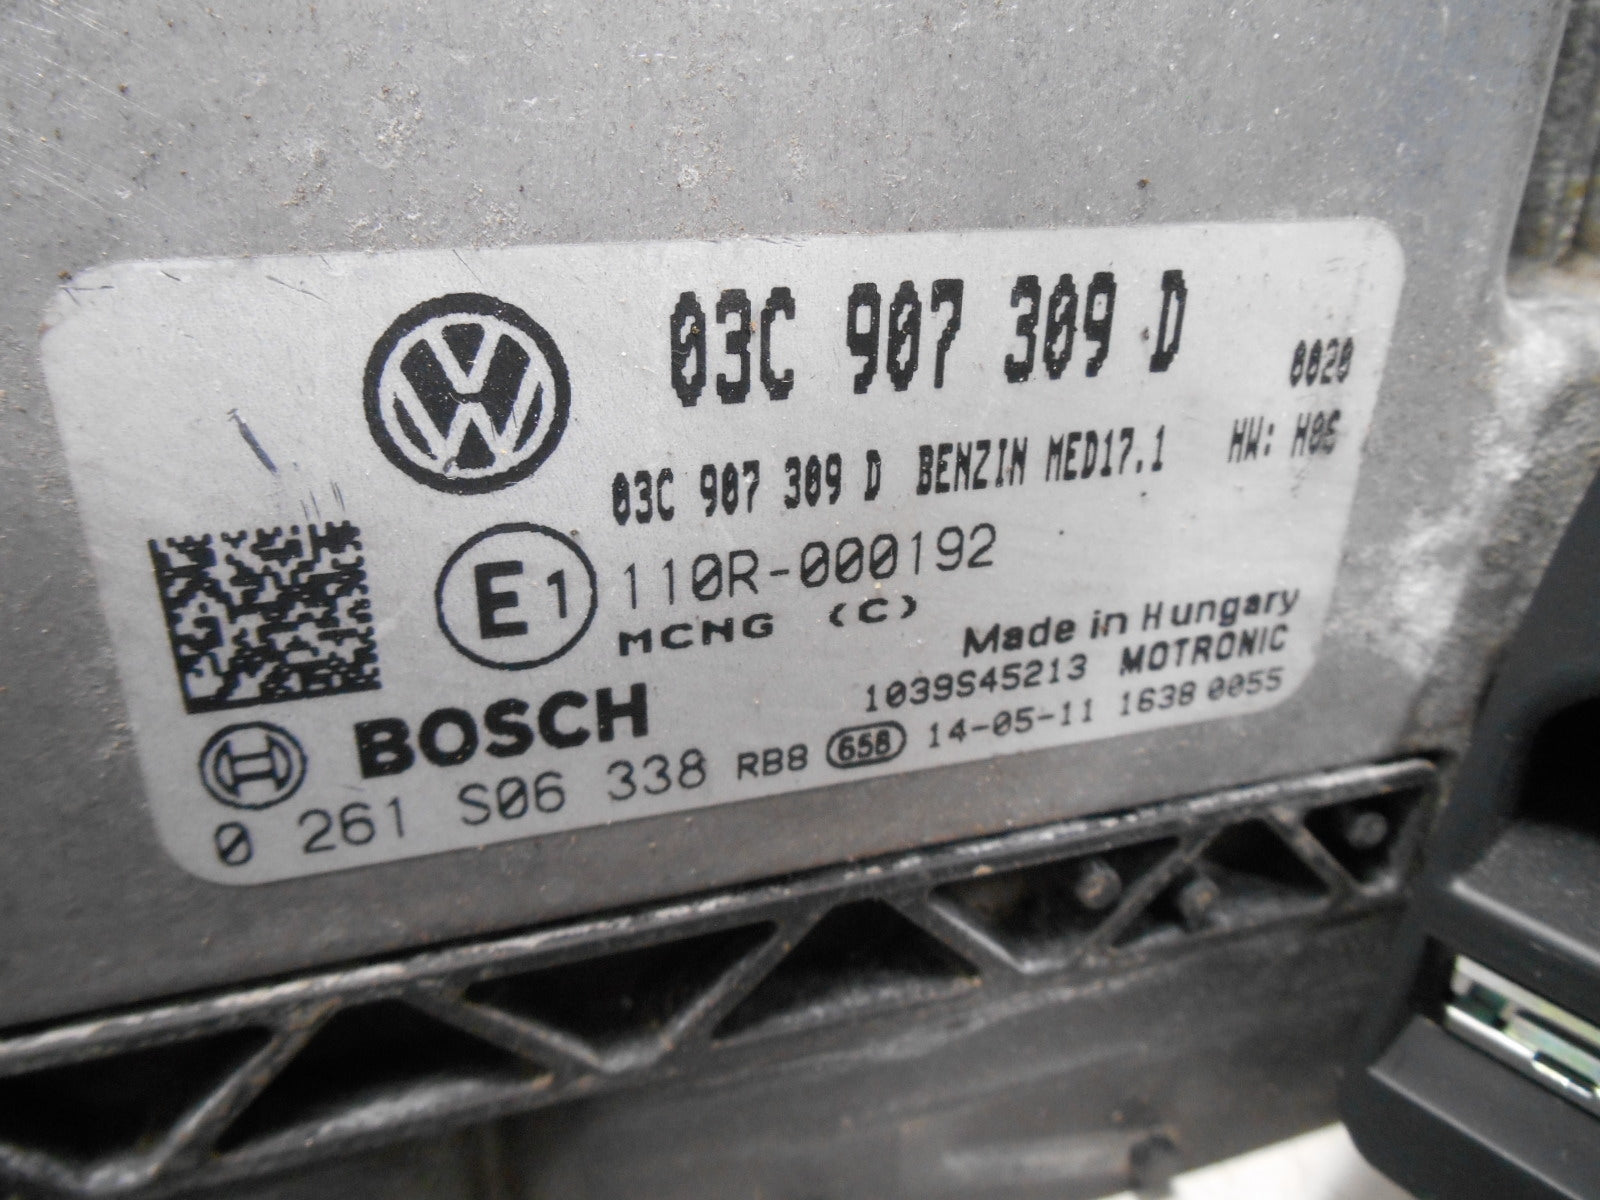 03C 907 309 D
0020
03C 907 309 D BENZIN MED17.1 HW: H06
E1 110R-000192
MCNG (C)
Made in Hungary
1039S45213 MOTRONIC
BOSCH
0 261 S06 338 RB8 658 14-05-11 1638 0055